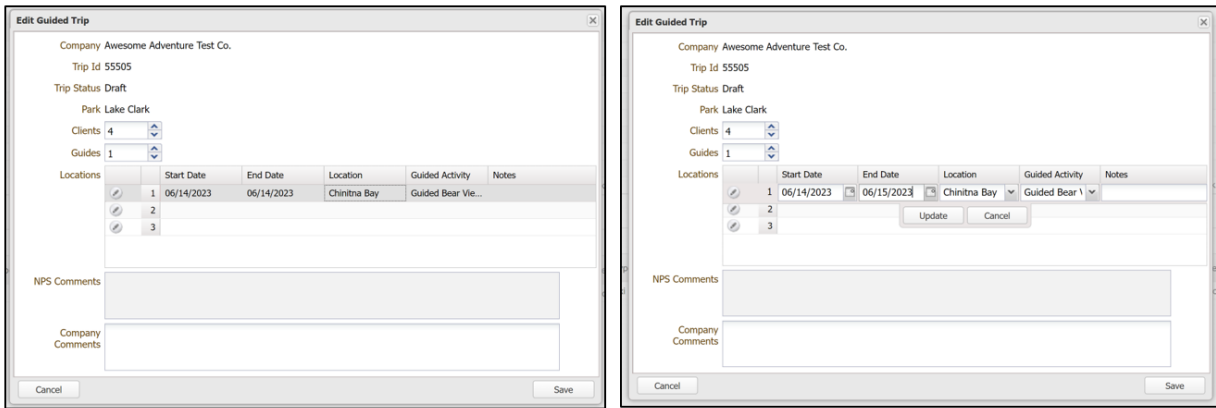 Edit Guided Trip
Company Awesome Adventure Test Co.
Trip Id 55505
Trip Status Draft
Park Lake Clark
Clients 4
Guides 1
Locations Start Date End Date Location Guided Activity Notes
1 06/14/2023 06/14/2023 Chinitna Bay Guided Bear Vie...
2
3
NPS Comments
Company
Comments
Cancel Save
Edit Guided Trip
Company Awesome Adventure Test Co.
Trip Id 55505
Trip Status Draft
Park Lake Clark
Clients 4
Guides 1
Locations Start Date End Date Location Guided Activity Notes
1 06/14/2023 06/15/2023 Chinitna Bay Guided Bear
2
Update Cancel
3
NPS Comments
Company
Comments
Cancel Save